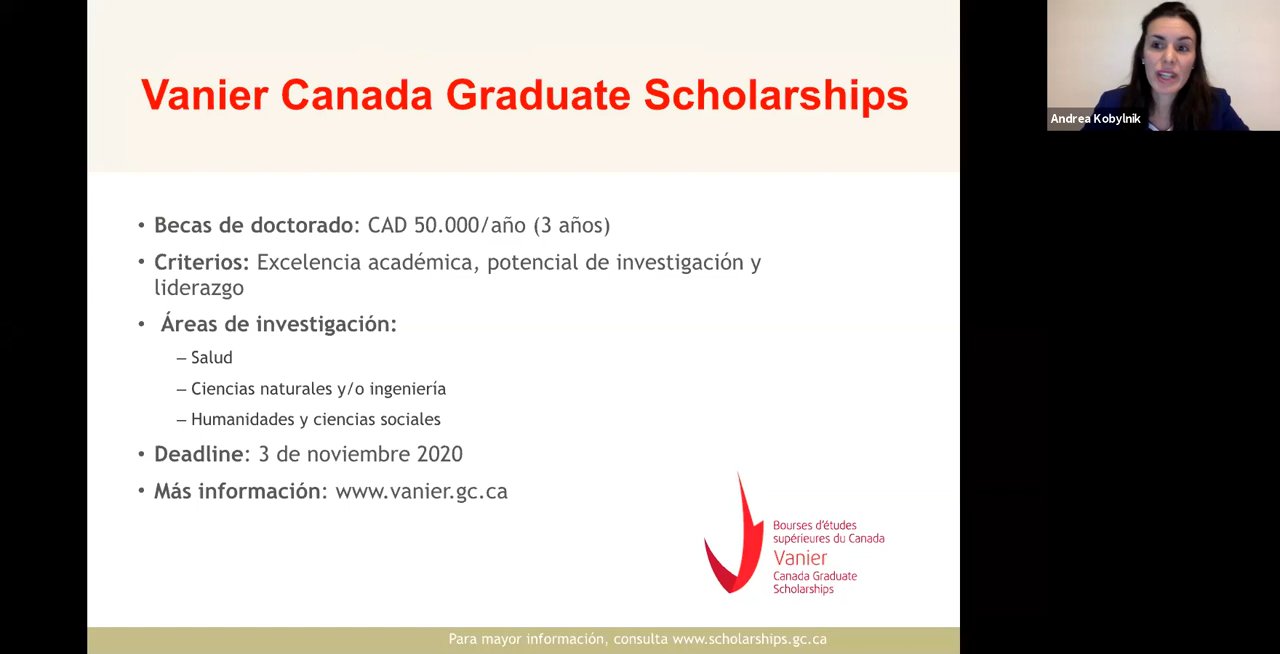 Vanier Canada Graduate Scholarships
Andrea Kobylnik
• Becas de doctorado: CAD 50.000/año (3 años)
• Criterios: Excelencia académica, potencial de investigación y
liderazgo
• Áreas de investigación:
– Salud
– Ciencias naturales y/o ingeniería
– Humanidades y ciencias sociales
• Deadline: 3 de noviembre 2020
• Más información: www.vanier.gc.ca
Bourses d'études
supérieures du Canada
Vanier
Canada Graduate
Scholarships
Para mayor información, consulta www.scholarships.gc.ca